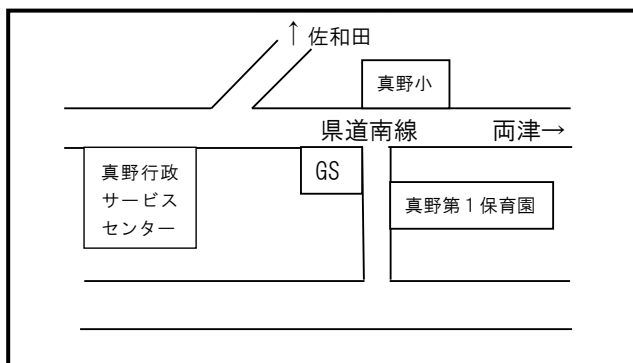 ↑ 佐和田
真野小
県道南線
両津→
真野行政
サービス
センター
GS
真野第１保育園